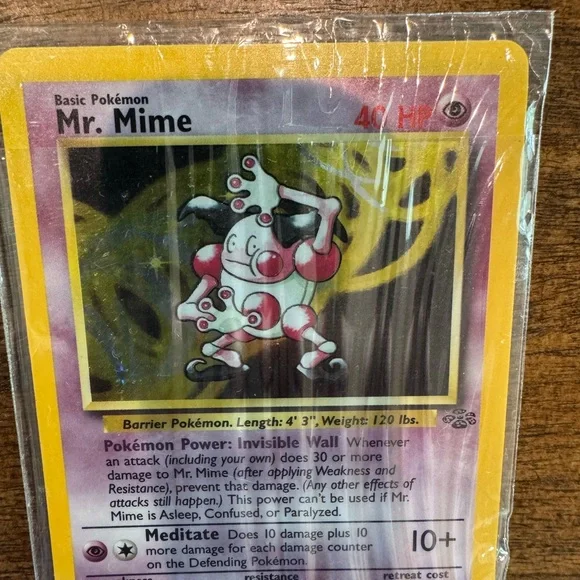 Basic Pokémon
Mr. Mime 40 HP
Barrier Pokémon. Length: 4' 3", Weight: 120 lbs.
Pokémon Power: Invisible Wall Whenever
an attack (including your own) does 30 or more
damage to Mr. Mime (after applying Weakness and
Resistance), prevent that damage. (Any other effects of
attacks still happen.) This power can't be used if Mr.
Mime is Asleep, Confused, or Paralyzed.
Meditate Does 10 damage plus 10
more damage for each damage counter
on the Defending Pokémon.
10+
resistance retreat cost